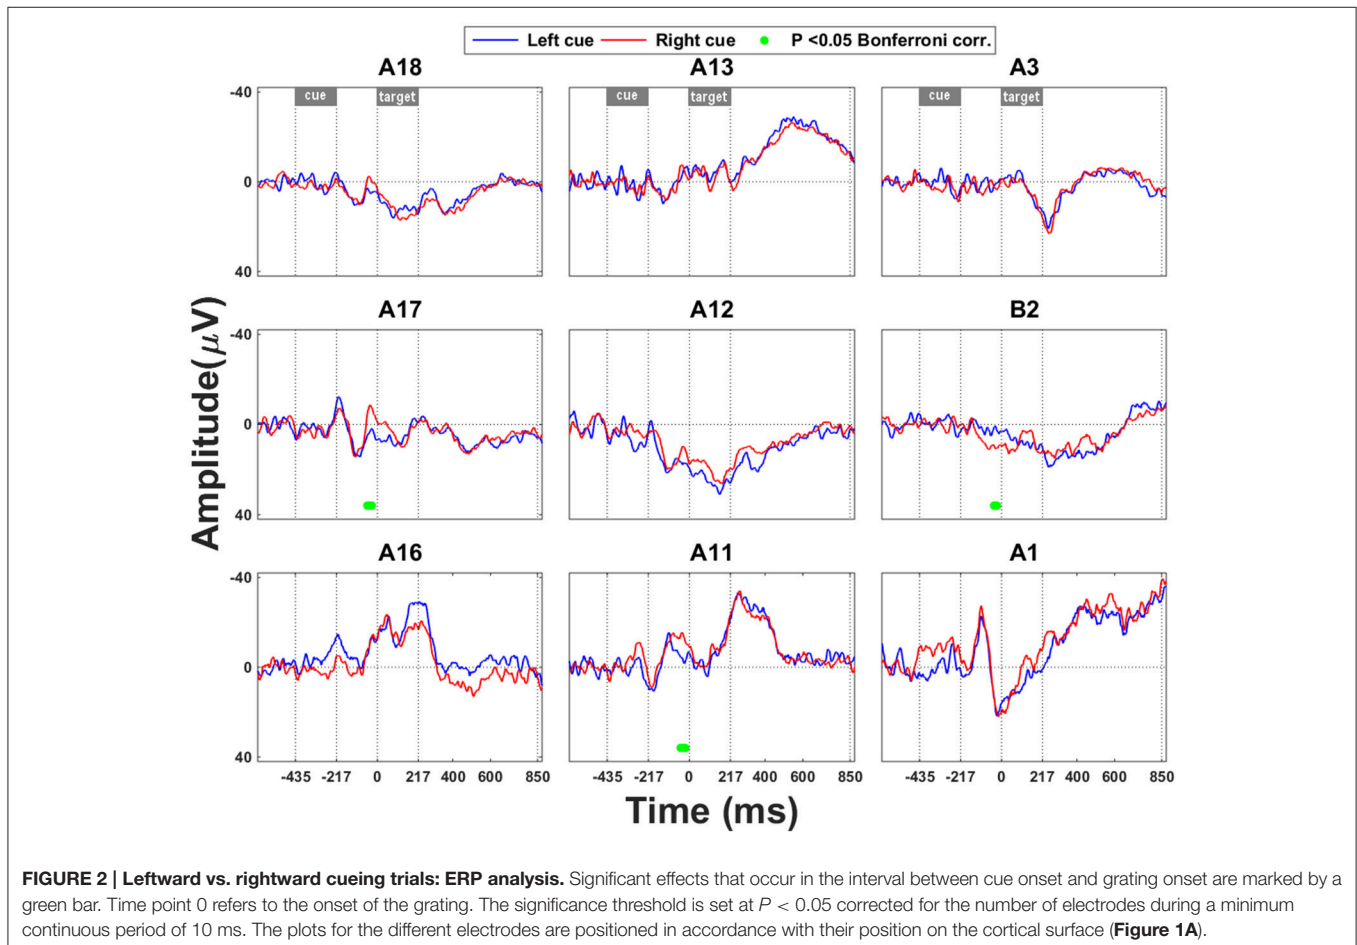 Left cue Right cue P <0.05 Bonferroni corr.
A18 A13 A3
-40 cue target cue target cue target
0
40
A17 A12 B2
-40
0
40
Amplitude(μV)
A16 A11 A1
-40
0
40
-435 -217 0 217 400 600 850 -435 -217 0 217 400 600 850 -435 -217 0 217 400 600 850
Time (ms)
FIGURE 2 | Leftward vs. rightward cueing trials: ERP analysis. Significant effects that occur in the interval between cue onset and grating onset are marked by a
green bar. Time point 0 refers to the onset of the grating. The significance threshold is set at P < 0.05 corrected for the number of electrodes during a minimum
continuous period of 10 ms. The plots for the different electrodes are positioned in accordance with their position on the cortical surface (Figure 1A).